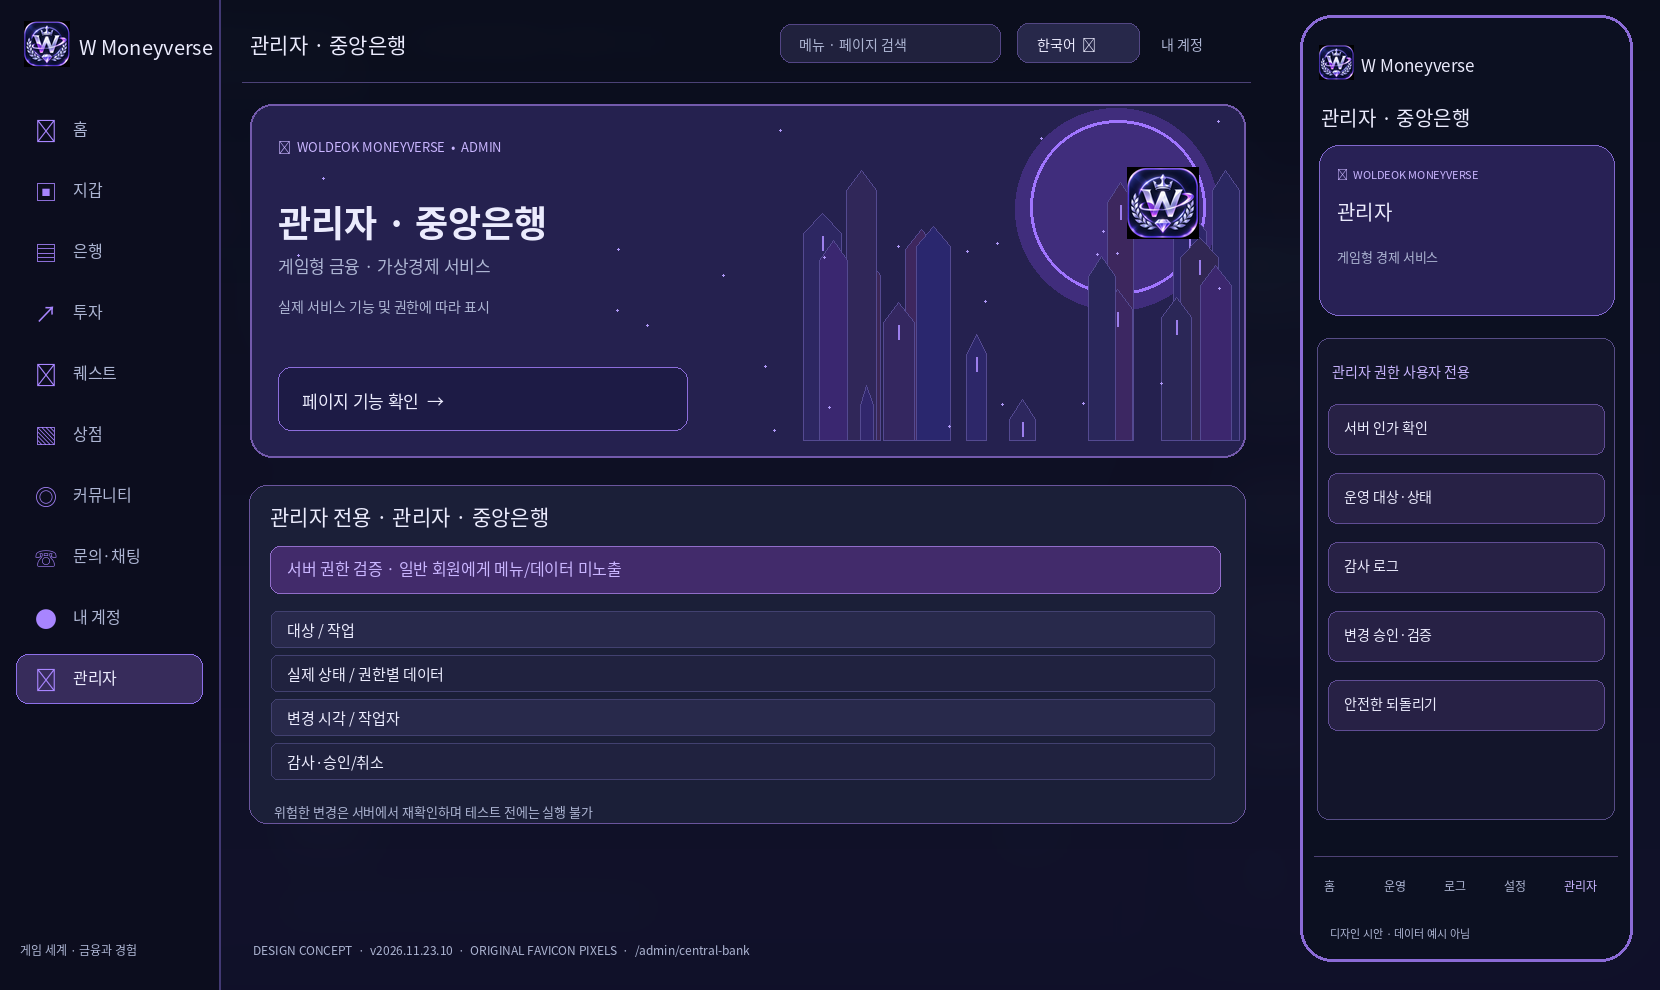 W Moneyverse
홈
지갑
은행
투자
퀘스트
상점
커뮤니티
문의·채팅
내 계정
관리자
게임 세계 · 금융과 경험
관리자 · 중앙은행
메뉴 · 페이지 검색
한국어
내 계정
WOLDEOK MONEYVERSE • ADMIN
관리자 · 중앙은행
게임형 금융 · 가상경제 서비스
실제 서비스 기능 및 권한에 따라 표시
페이지 기능 확인 →
관리자 전용 · 관리자 · 중앙은행
서버 권한 검증 · 일반 회원에게 메뉴/데이터 미노출
대상 / 작업
실제 상태 / 권한별 데이터
변경 시각 / 작업자
감사·승인/취소
위험한 변경은 서버에서 재확인하며 테스트 전에는 실행 불가
DESIGN CONCEPT · v2026.11.23.10 · ORIGINAL FAVICON PIXELS · /admin/central-bank
W Moneyverse
관리자 · 중앙은행
WOLDEOK MONEYVERSE
관리자
게임형 경제 서비스
관리자 권한 사용자 전용
서버 인가 확인
운영 대상·상태
감사 로그
변경 승인·검증
안전한 되돌리기
홈 운영 로그 설정 관리자
디자인 시안 · 데이터 예시 아님